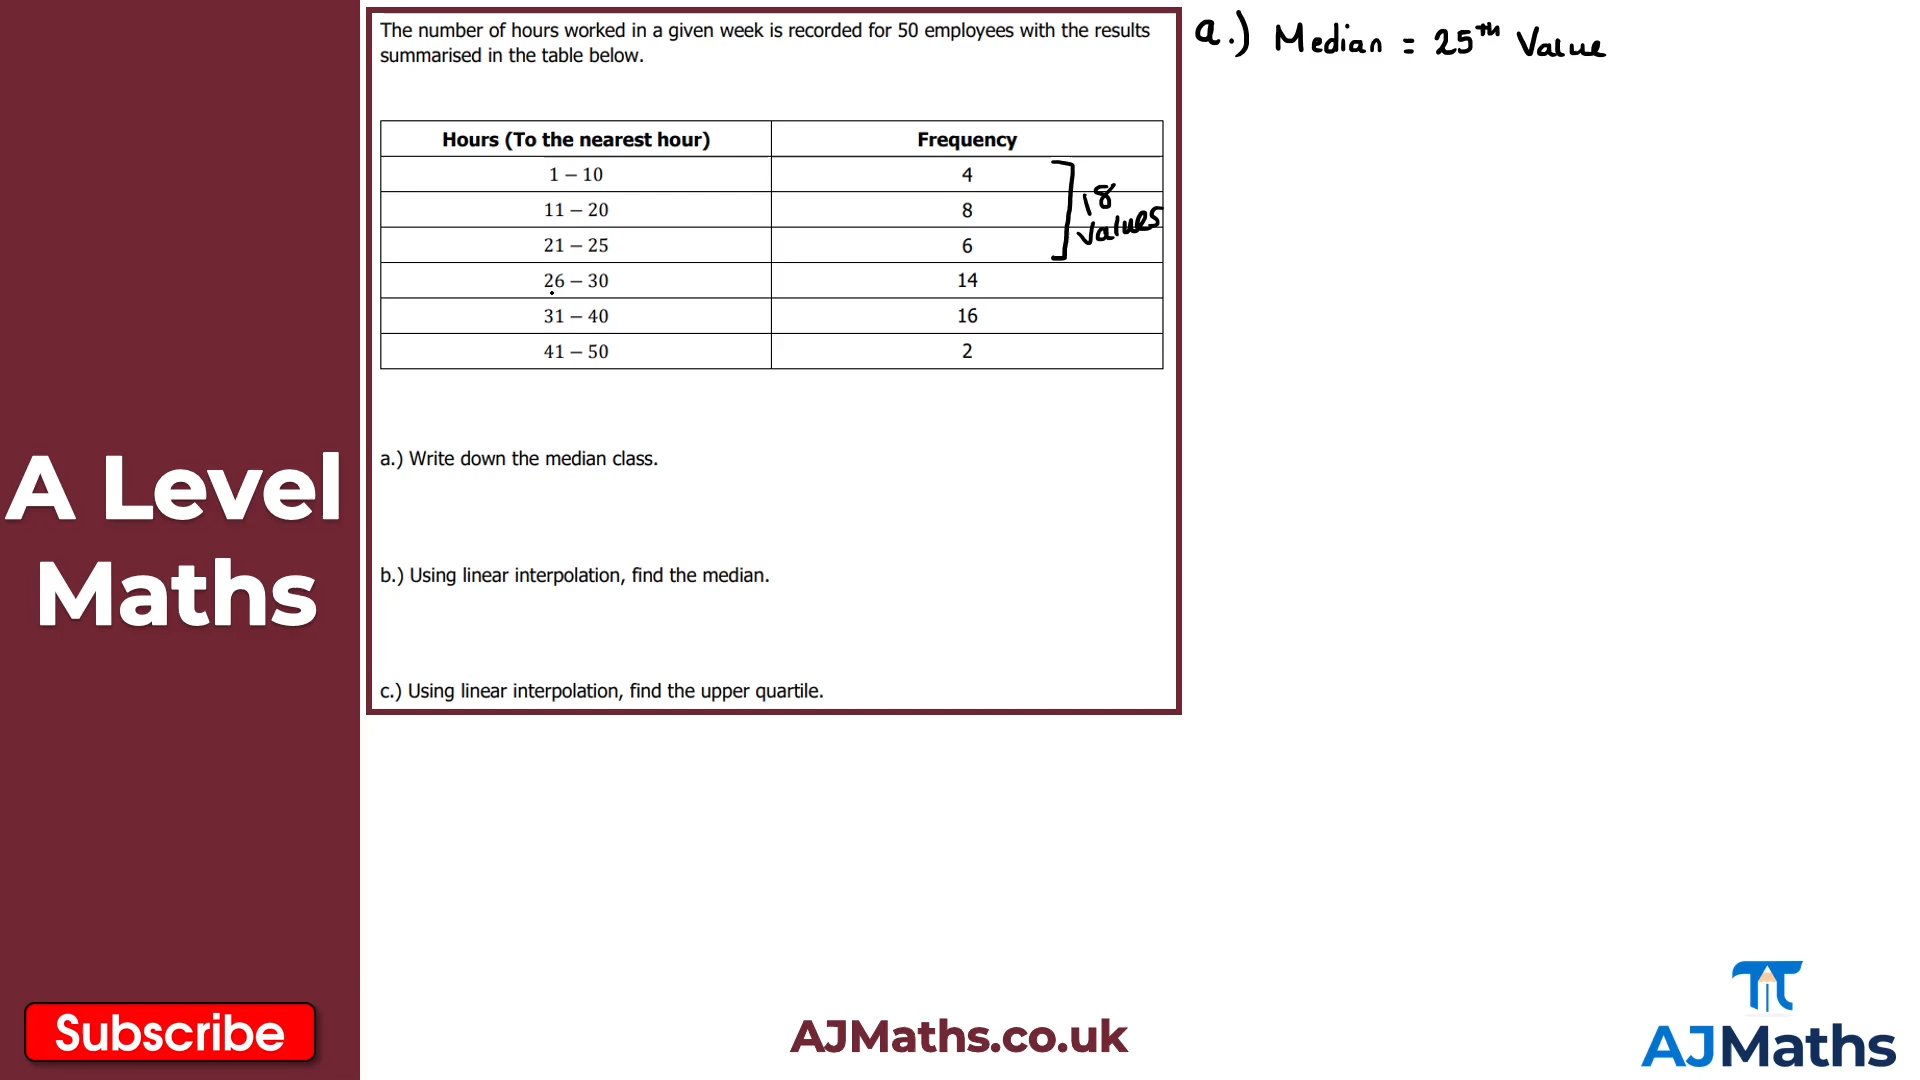 A Level
Maths
Subscribe
The number of hours worked in a given week is recorded for 50 employees with the results
summarised in the table below.
Hours (To the nearest hour) Frequency
1 – 10 4
11 – 20 8
21 – 25 6
26 – 30 14
31 – 40 16
41 – 50 2
18
values
a.) Write down the median class.
b.) Using linear interpolation, find the median.
c.) Using linear interpolation, find the upper quartile.
a.) Median = 25th Value
AJMaths.co.uk
AJMaths